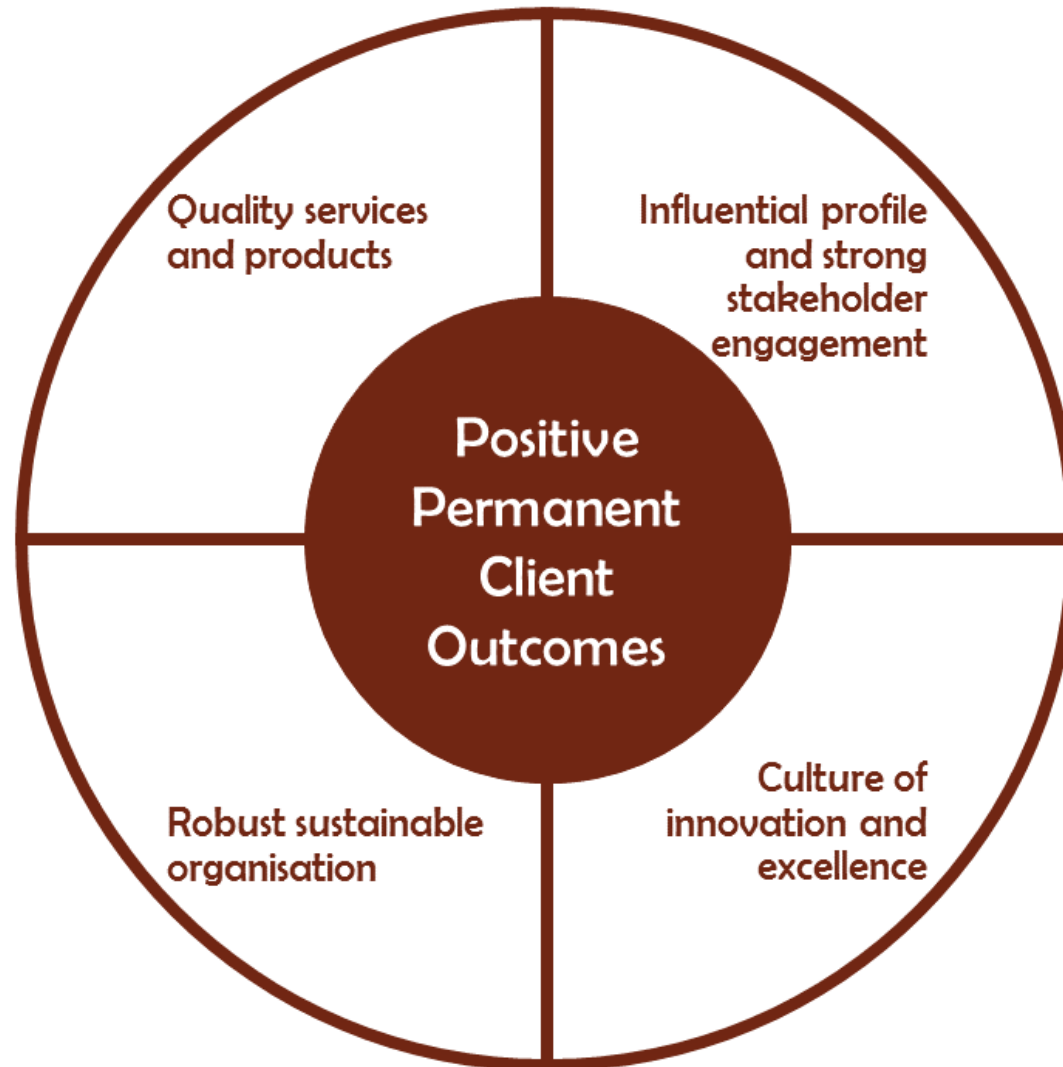 Quality services
and products
Influential profile
and strong
stakeholder
engagement
Positive
Permanent
Client
Outcomes
Robust sustainable
organisation
Culture of
innovation and
excellence